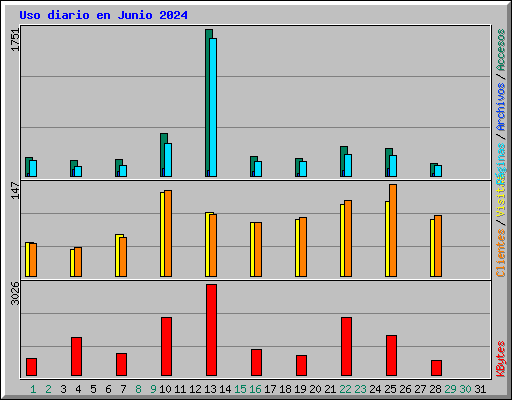 Uso diario en Junio 2024
1751
147
3026
Accesos / Archivos / Páginas
Visitas / Clientes
KBytes
1 2 3 4 5 6 7 8 9 10 11 12 13 14 15 16 17 18 19 20 21 22 23 24 25 26 27 28 29 30 31